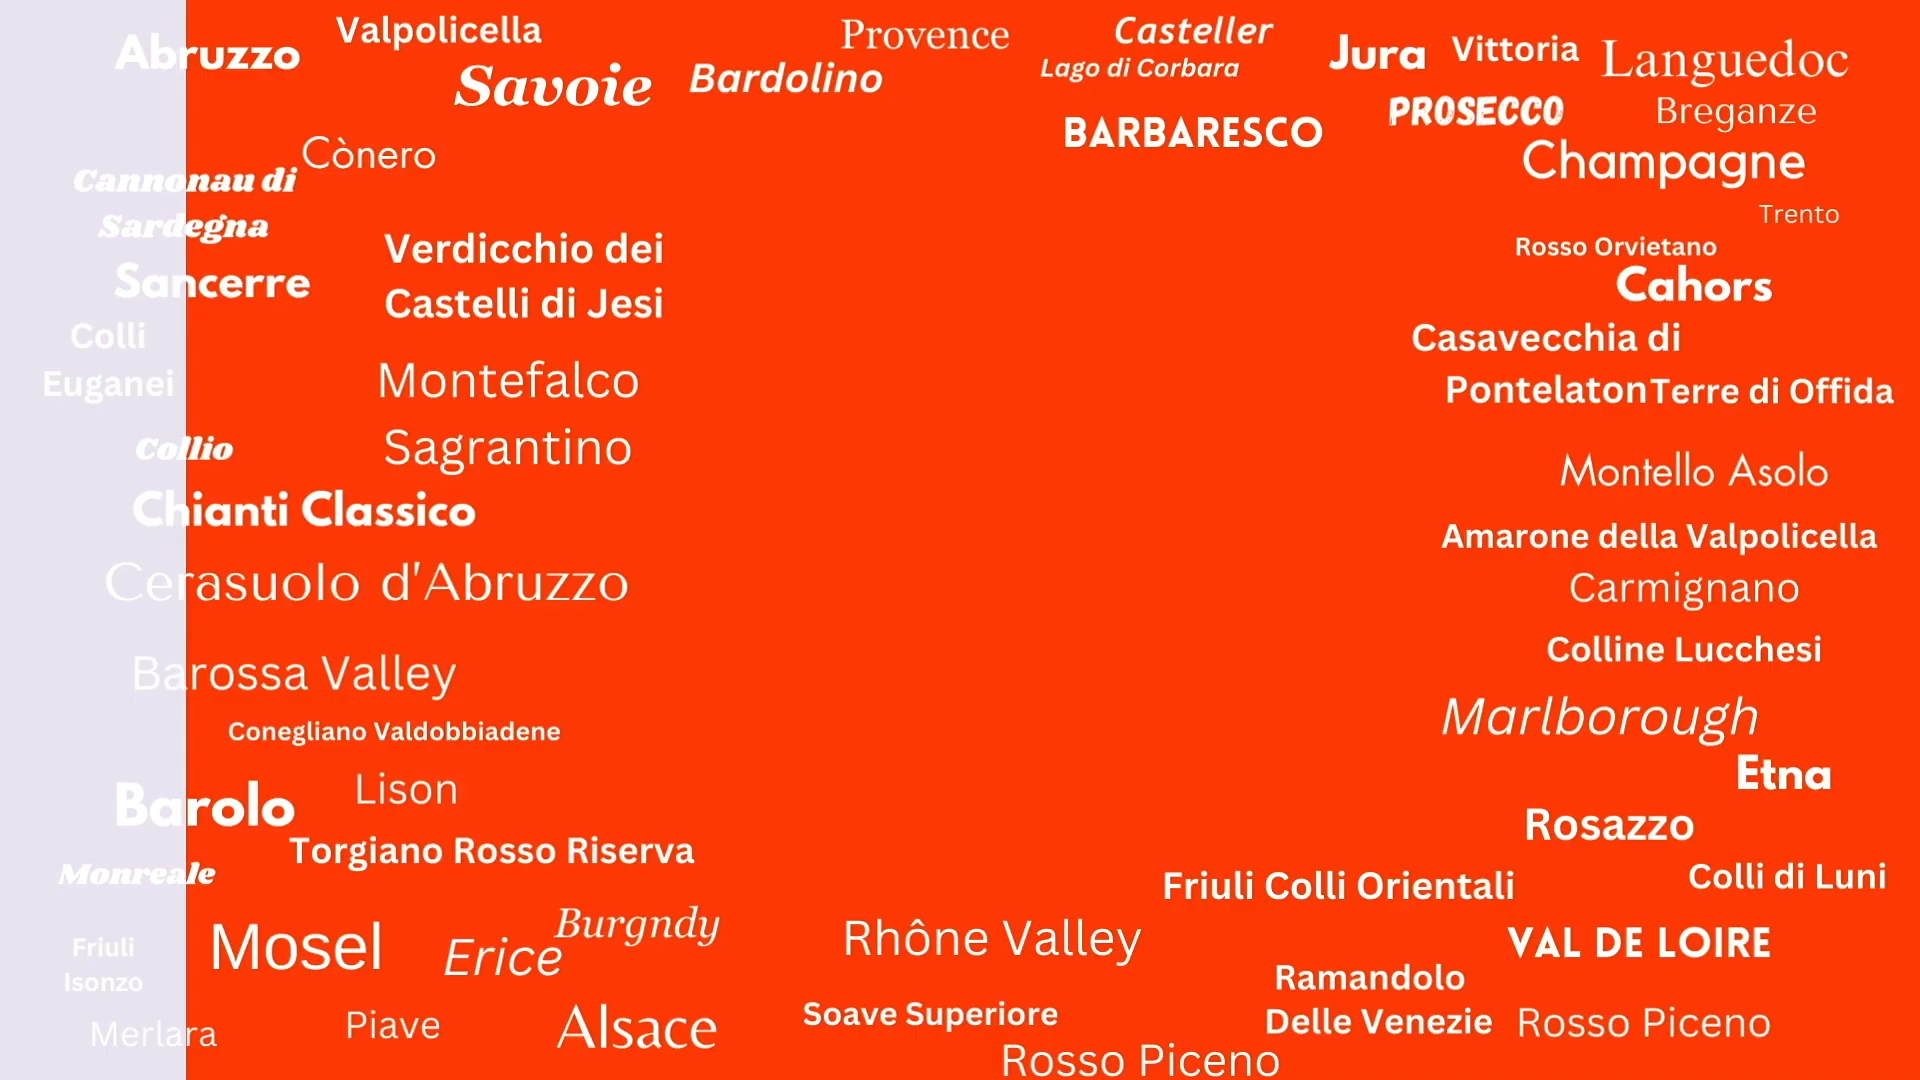 Abruzzo
Valpolicella
Savoie
Bardolino
Provence
Casteller
Lago di Corbara
BARBARESCO
Jura
Vittoria
Languedoc
PROSECCO
Breganze
Champagne
Trento
Cònero
Cannonau di
Sardegna
Sancerre
Verdicchio dei
Castelli di Jesi
Rosso Orvietano
Cahors
Colli
Euganei
Casavecchia di
Pontelaton
Terre di Offida
Montefalco
Sagrantino
Collio
Montello Asolo
Chianti Classico
Amarone della Valpolicella
Cerasuolo d'Abruzzo
Carmignano
Colline Lucchesi
Barossa Valley
Marlborough
Conegliano Valdobbiadene
Etna
Lison
Barolo
Rosazzo
Torgiano Rosso Riserva
Monreale
Friuli Colli Orientali
Colli di Luni
Mosel
Erice
Burgndy
Rhône Valley
VAL DE LOIRE
Friuli
Isonzo
Ramandolo
Merlara
Piave
Alsace
Soave Superiore
Delle Venezie
Rosso Piceno
Rosso Piceno